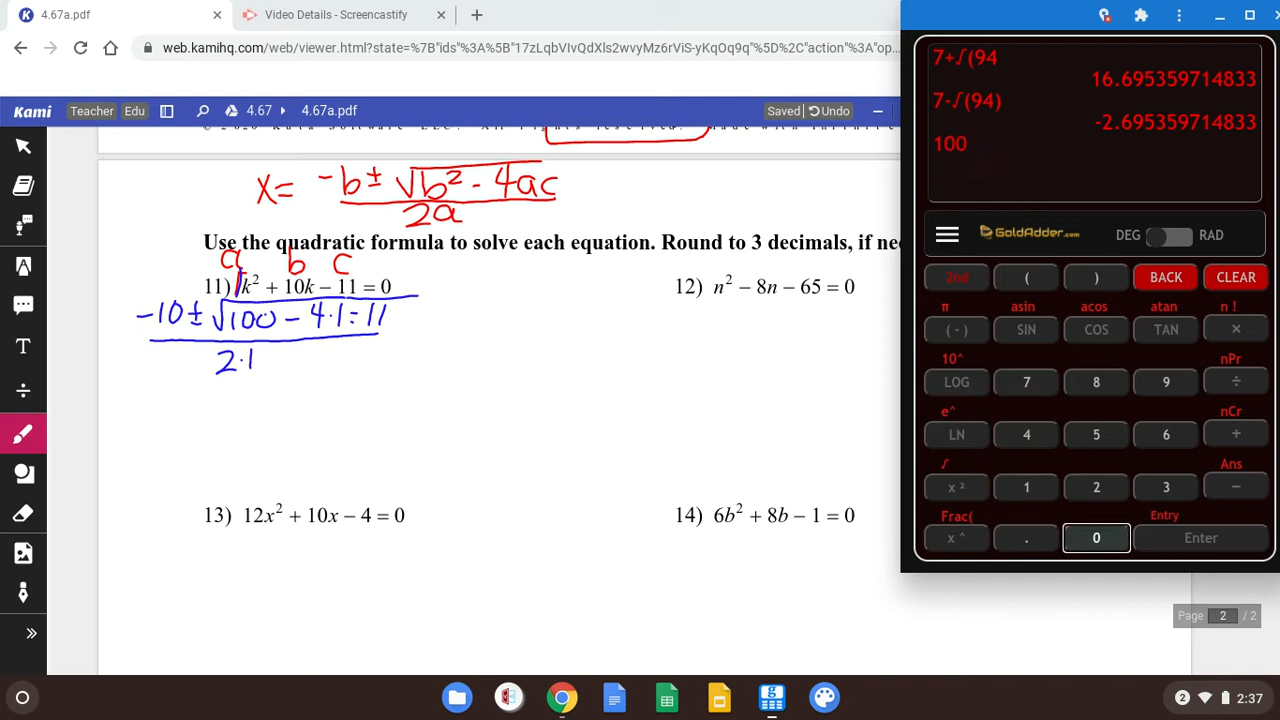 4.67a.pdf
Video Details - Screencastify
web.kamihq.com/web/viewer.html?state=%7B"ids"%3A%5B"17zLqbVIvQdXls2wvyMz6rViS-yKqOq9q"%5D%2C"action"%3A"op...
Kami Teacher Edu 4.67 4.67a.pdf Saved Undo
x= -b± √b² - 4ac
2a
Use the quadratic formula to solve each equation. Round to 3 decimals, if nec
a b c
11) 1k² + 10k − 11 = 0
12) n² − 8n − 65 = 0
-10 ± √100 - 4·1=11
2·1
13) 12x² + 10x − 4 = 0
14) 6b² + 8b − 1 = 0
Page 2 / 2
7+√(94
16.695359714833
7-√(94)
-2.695359714833
100
GoldAdder.com DEG RAD
2nd ( ) BACK CLEAR
π asin acos atan n !
(-) SIN COS TAN ×
10^ nPr
LOG 7 8 9 ÷
e^ nCr
LN 4 5 6 +
√ Ans
x² 1 2 3 −
Frac( Entry
x^ . 0 Enter
2 2:37